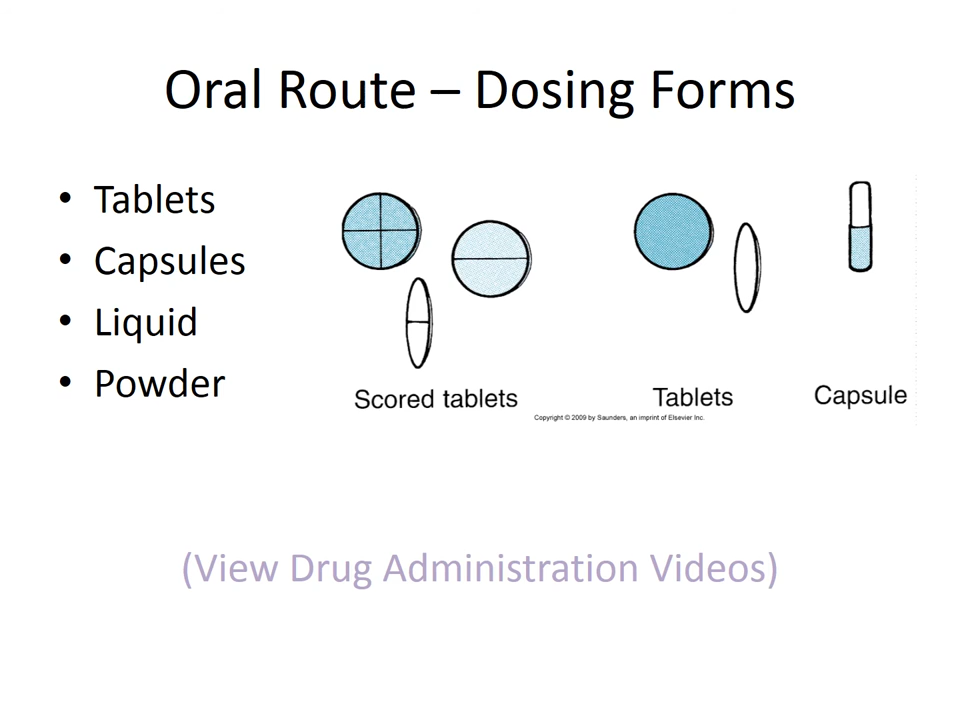 Oral Route – Dosing Forms
• Tablets
• Capsules
• Liquid
• Powder
Scored tablets
Tablets
Capsule
Copyright © 2009 by Saunders, an imprint of Elsevier Inc.
(View Drug Administration Videos)